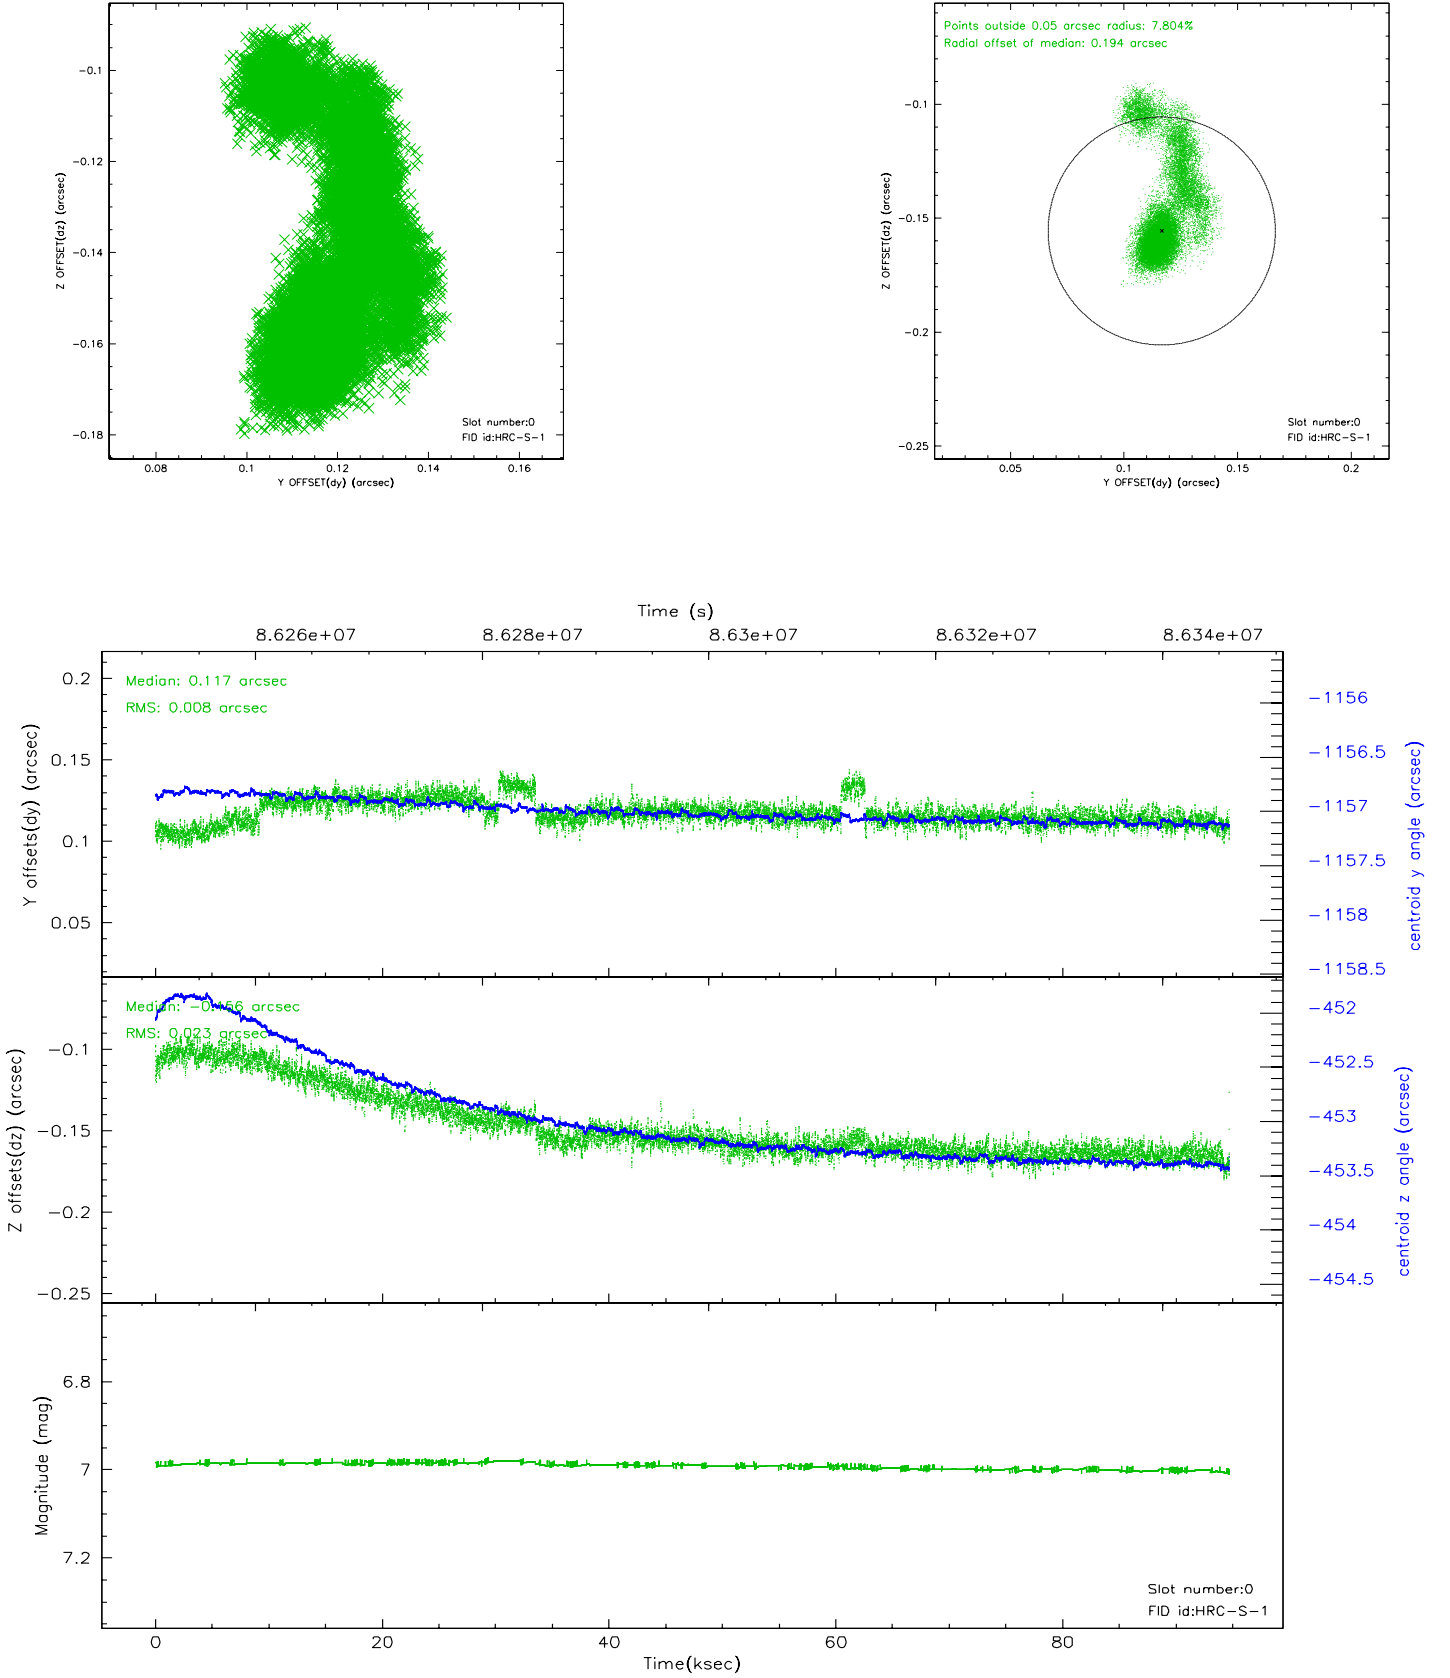 -0.1
-0.12
-0.14
-0.16
-0.18
Z OFFSET(dz) (arcsec)
0.08 0.1 0.12 0.14 0.16
Y OFFSET(dy) (arcsec)
Slot number:0
FID id:HRC-S-1
Points outside 0.05 arcsec radius: 7.804%
Radial offset of median: 0.194 arcsec
-0.1
-0.15
-0.2
-0.25
Z OFFSET(dz) (arcsec)
0.05 0.1 0.15 0.2
Y OFFSET(dy) (arcsec)
Slot number:0
FID id:HRC-S-1
Time (s)
8.626e+07 8.628e+07 8.63e+07 8.632e+07 8.634e+07
Median: 0.117 arcsec
RMS: 0.008 arcsec
0.2
0.15
0.1
0.05
Y offsets(dy) (arcsec)
-1156
-1156.5
-1157
-1157.5
-1158
-1158.5
centroid y angle (arcsec)
Median: -0.156 arcsec
RMS: 0.023 arcsec
-0.1
-0.15
-0.2
-0.25
Z offsets(dz) (arcsec)
-452
-452.5
-453
-453.5
-454
-454.5
centroid z angle (arcsec)
6.8
7
7.2
Magnitude (mag)
Slot number:0
FID id:HRC-S-1
0 20 40 60 80
Time(ksec)